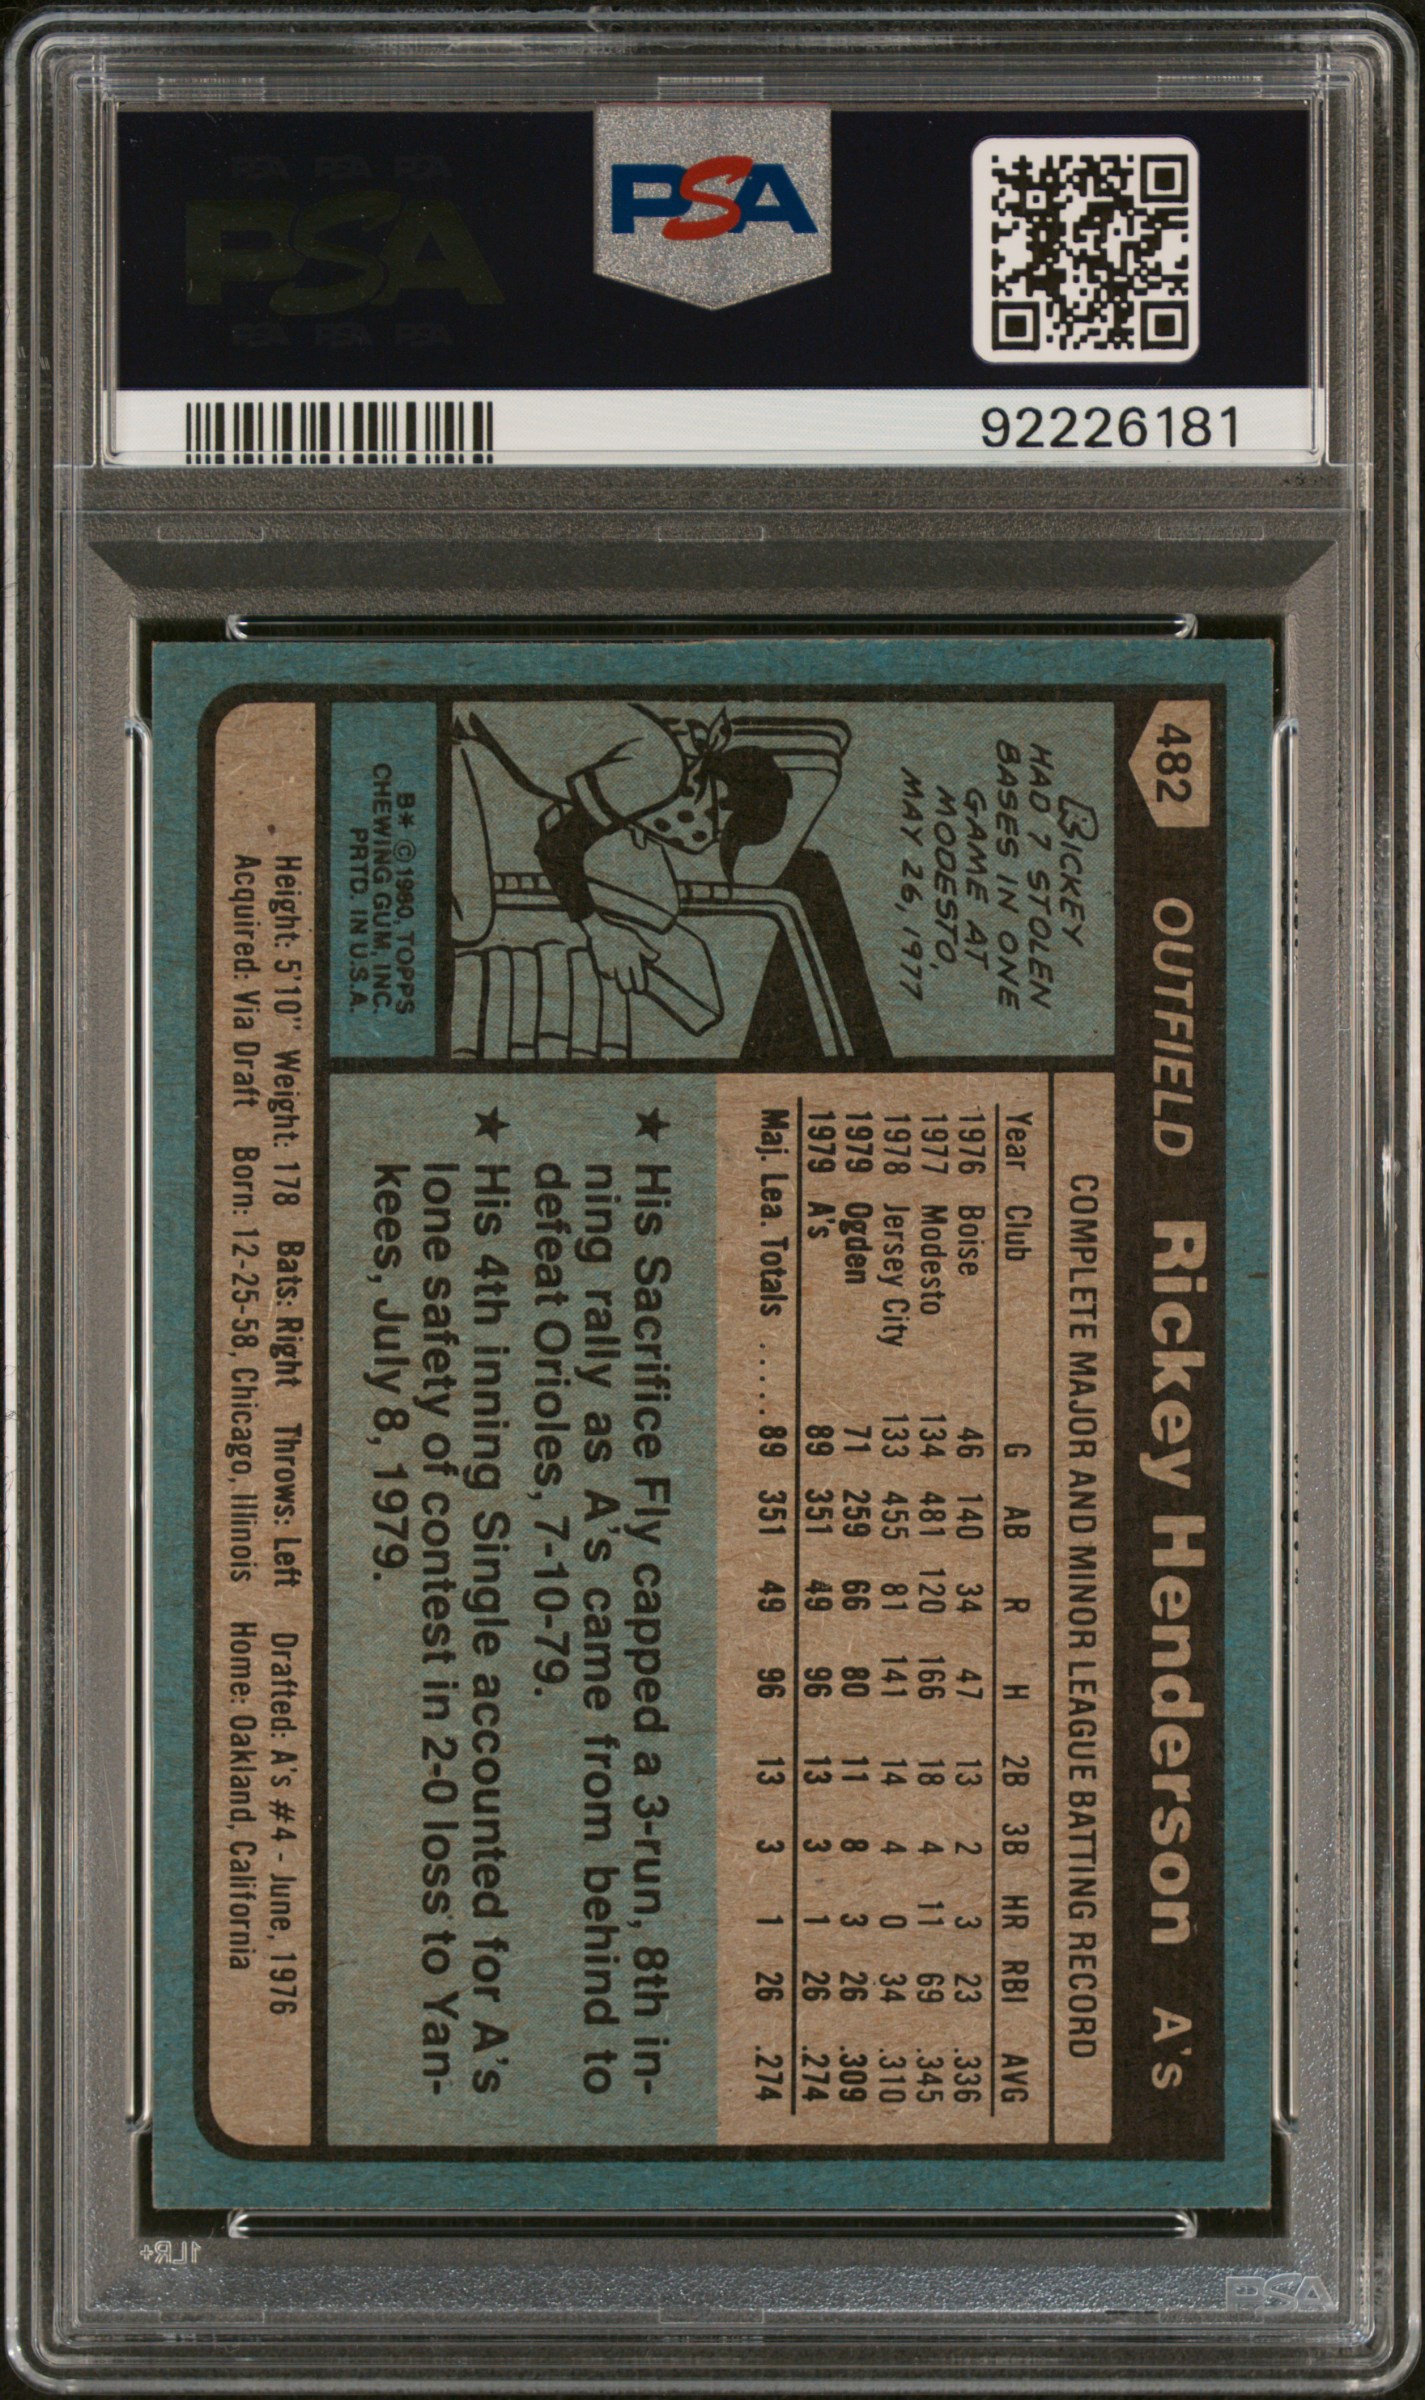 PSA PSA PSA
PSA
PSA PSA PSA
PSA
92226181
482 OUTFIELD Rickey Henderson A's
RICKEY
HAD 7 STOLEN
BASES IN ONE
GAME AT
MODESTO,
MAY 26, 1977
B* © 1980, TOPPS
CHEWING GUM, INC.
PRTD. IN U.S.A.
COMPLETE MAJOR AND MINOR LEAGUE BATTING RECORD
Year Club G AB R H 2B 3B HR RBI AVG
1976 Boise 46 140 34 47 13 2 3 23 .336
1977 Modesto 134 481 120 166 18 4 11 69 .345
1978 Jersey City 133 455 81 141 14 4 0 34 .310
1979 Ogden 71 259 66 80 11 8 3 26 .309
1979 A's 89 351 49 96 13 3 1 26 .274
Maj. Lea. Totals ..... 89 351 49 96 13 3 1 26 .274
★ His Sacrifice Fly capped a 3-run, 8th in-
ning rally as A's came from behind to
defeat Orioles, 7-10-79.
★ His 4th inning Single accounted for A's
lone safety of contest in 2-0 loss to Yan-
kees, July 8, 1979.
Height: 5'10" Weight: 178 Bats: Right Throws: Left Drafted: A's #4 - June, 1976
Acquired: Via Draft Born: 12-25-58, Chicago, Illinois Home: Oakland, California
1LR+
PSA